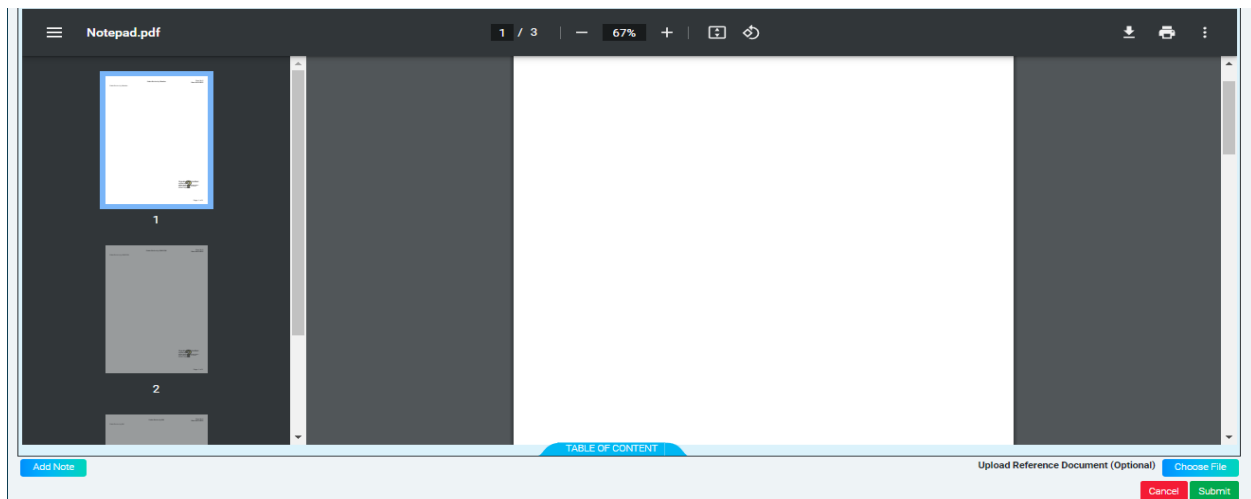 Notepad.pdf
1 / 3 | — 67% + |
1
2
TABLE OF CONTENT
Add Note
Upload Reference Document (Optional) Choose File
Cancel Submit